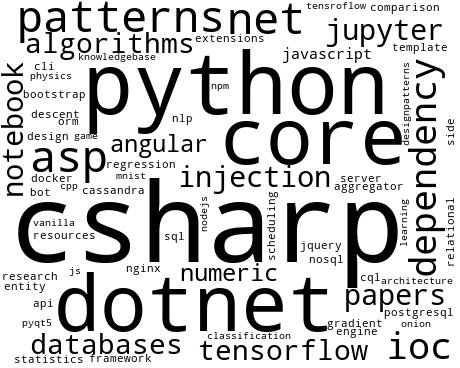 patterns
net
tensroflow
comparison
jupyter
algorithms
extensions
javascript
template
knowledgebase
cli
physics
python
npm
designpatterns
notebook
bootstrap
descent
orm
nlp
core
dependency
side
design
game
angular
asp
regression
mnist
injection
server
aggregator
docker
cpp
bot
cassandra
csharp
nodejs
scheduling
learning
relational
vanilla
resources
sql
jquery
nosql
nginx
numeric
research
js
entity
cql
architecture
dotnet
papers
api
postgresql
pyqt5
gradient
onion
engine
classification
databases
tensorflow
ioc
statistics
framework